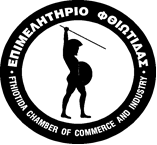 ΕΠΙΜΕΛΗΤΗΡΙΟ ΦΘΙΩΤΙΔΑΣ
• FTHIOTIDA CHAMBER OF COMMERCE AND INDUSTRY •